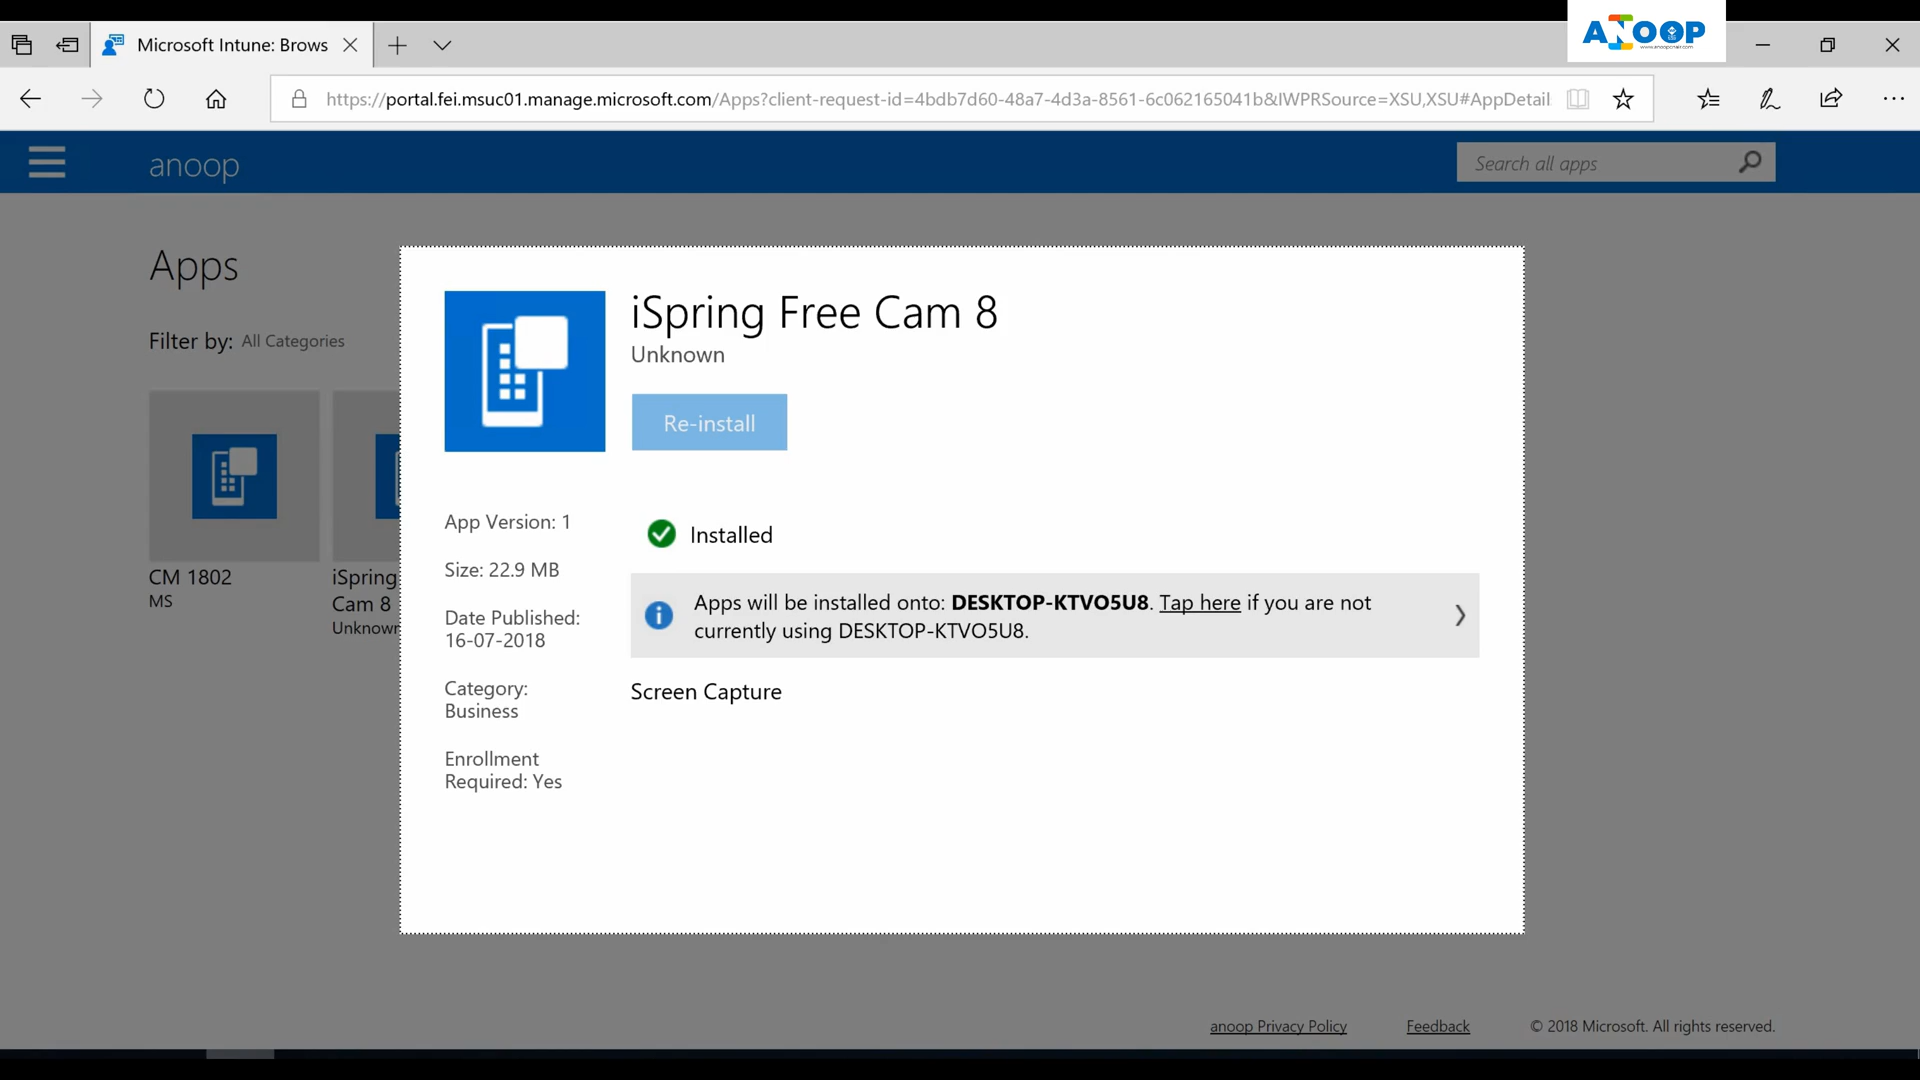 Microsoft Intune: Brows
ANOOP
www.anoopcnair.com
https://portal.fei.msuc01.manage.microsoft.com/Apps?client-request-id=4bdb7d60-48a7-4d3a-8561-6c062165041b&IWPRSource=XSU,XSU#AppDetail
anoop
Search all apps
Apps
Filter by: All Categories
CM 1802
MS
iSpring
Cam 8
Unknown
iSpring Free Cam 8
Unknown
Re-install
App Version: 1
Size: 22.9 MB
Date Published:
16-07-2018
Category:
Business
Enrollment
Required: Yes
Installed
Apps will be installed onto: DESKTOP-KTVO5U8. Tap here if you are not
currently using DESKTOP-KTVO5U8.
Screen Capture
anoop Privacy Policy
Feedback
© 2018 Microsoft. All rights reserved.